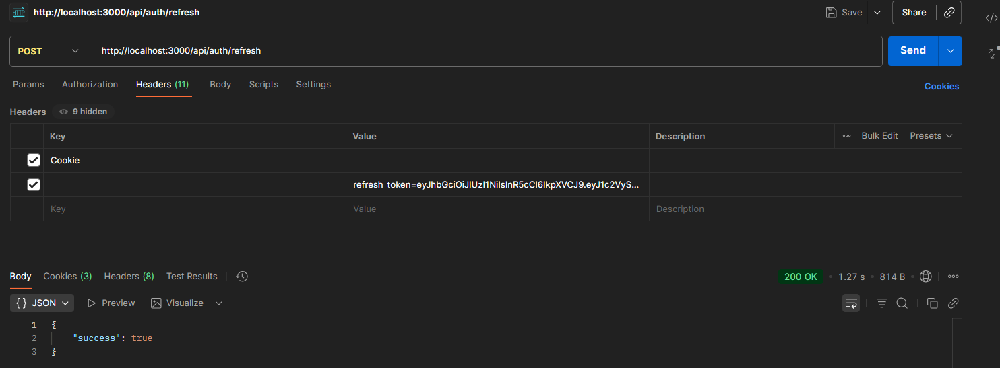 HTTP http://localhost:3000/api/auth/refresh Save Share
POST http://localhost:3000/api/auth/refresh Send
Params Authorization Headers (11) Body Scripts Settings Cookies
Headers 9 hidden
Key Value Description Bulk Edit Presets
Cookie
refresh_token=eyJhbGciOiJIUzI1NiIsInR5cCI6IkpXVCJ9.eyJ1c2VyS...
Key Value Description
Body Cookies (3) Headers (8) Test Results 200 OK • 1.27 s • 814 B
{} JSON Preview Visualize
1 {
2 "success": true
3 }